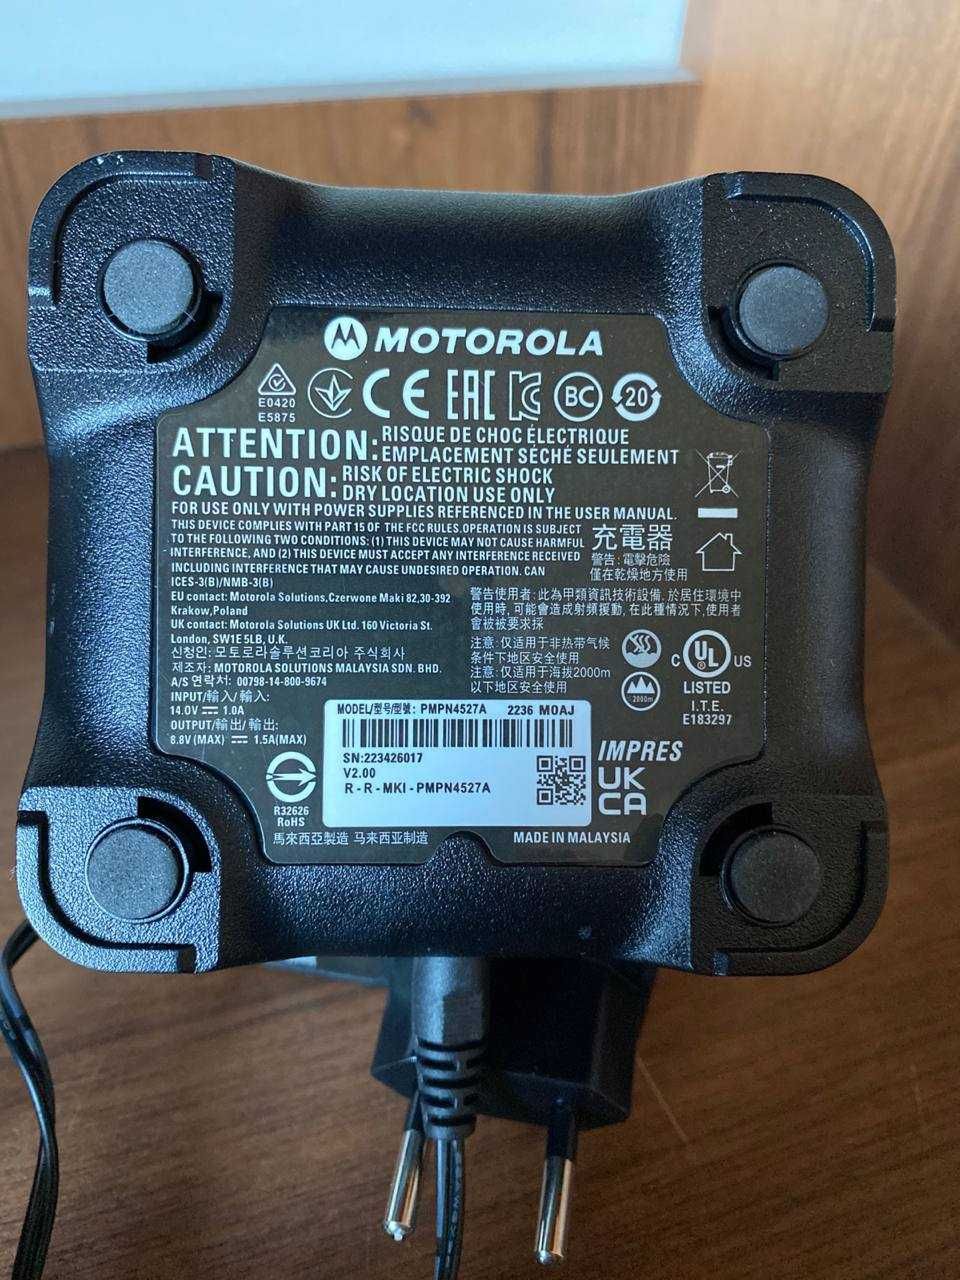 MOTOROLA
E0420
E5875
CE EAC BC 20
ATTENTION: RISQUE DE CHOC ÉLECTRIQUE
EMPLACEMENT SÉCHÉ SEULEMENT
CAUTION: RISK OF ELECTRIC SHOCK
DRY LOCATION USE ONLY
FOR USE ONLY WITH POWER SUPPLIES REFERENCED IN THE USER MANUAL.
THIS DEVICE COMPLIES WITH PART 15 OF THE FCC RULES.OPERATION IS SUBJECT
TO THE FOLLOWING TWO CONDITIONS: (1) THIS DEVICE MAY NOT CAUSE HARMFUL
INTERFERENCE, AND (2) THIS DEVICE MUST ACCEPT ANY INTERFERENCE RECEIVED
INCLUDING INTERFERENCE THAT MAY CAUSE UNDESIRED OPERATION. CAN
ICES-3(B)/NMB-3(B)
充電器
警告: 電擊危險
僅在乾燥地方使用
EU contact: Motorola Solutions,Czerwone Maki 82,30-392
Krakow,Poland
UK contact: Motorola Solutions UK Ltd. 160 Victoria St.
London, SW1E 5LB, U.K.
신청인: 모토로라솔루션코리아 주식회사
제조자: MOTOROLA SOLUTIONS MALAYSIA SDN. BHD.
A/S 연락처: 00798-14-800-9674
INPUT/輸入/ 輸入:
14.0V 1.0A
OUTPUT/輸出/ 輸出:
8.8V (MAX) 1.5A(MAX)
警告使用者: 此為甲類資訊技術設備. 於居住環境中
使用時, 可能會造成射頻擾動, 在此種情況下, 使用者
會被被要求採
注意: 仅适用于非热带气候
条件下地区安全使用
注意: 仅适用于海拔2000m
以下地区安全使用
2000m
C UL US
LISTED
I.T.E.
E183297
MODEL/型号/型號: PMPN4527A 2236 M0AJ
SN:223426017
V2.00
R - R - MKI - PMPN4527A
IMPRES
UK
CA
R32626
RoHS
馬來西亞製造 马来西亚制造
MADE IN MALAYSIA